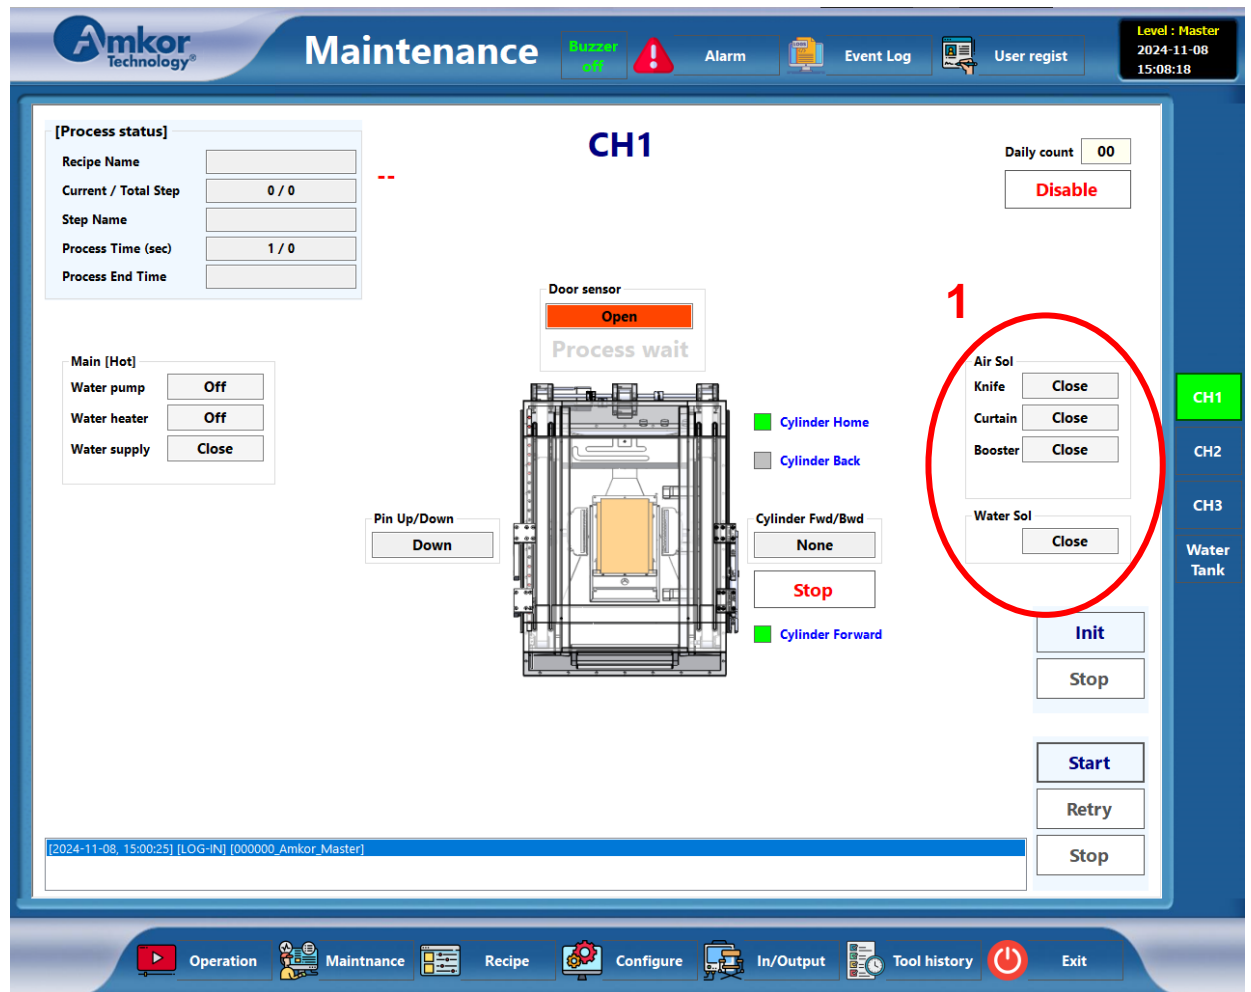 Amkor
Technology®
Maintenance
Buzzer
off
Alarm
Event Log
User regist
Level : Master
2024-11-08
15:08:18
[Process status]
Recipe Name
Current / Total Step
0 / 0
Step Name
Process Time (sec)
1 / 0
Process End Time
--
CH1
Daily count
00
Disable
Door sensor
Open
Process wait
1
Main [Hot]
Water pump
Off
Water heater
Off
Water supply
Close
Cylinder Home
Cylinder Back
Air Sol
Knife
Close
Curtain
Close
Booster
Close
Water Sol
Close
Pin Up/Down
Down
Cylinder Fwd/Bwd
None
Stop
Cylinder Forward
CH1
CH2
CH3
Water
Tank
Init
Stop
Start
Retry
Stop
[2024-11-08, 15:00:25] [LOG-IN] [000000_Amkor_Master]
Operation
Maintnance
Recipe
Configure
In/Output
Tool history
Exit